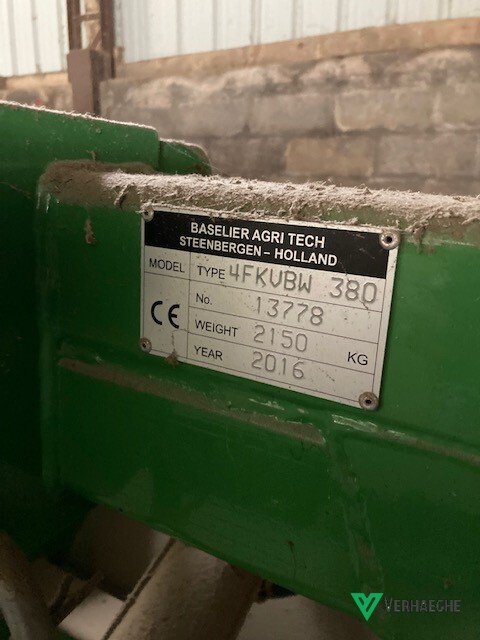 BASELIER AGRI TECH
STEENBERGEN – HOLLAND
MODEL TYPE 4FKVBW 380
No. 13778
CE WEIGHT 2150 KG
YEAR 2016
VERHAEGHE